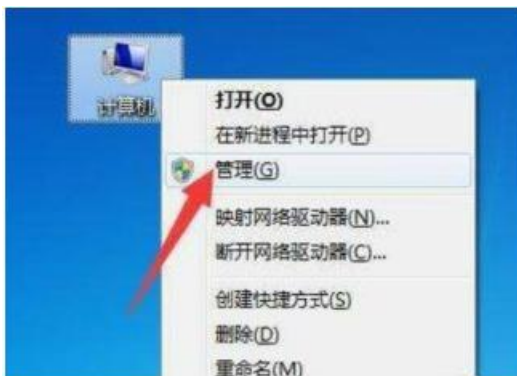 计算机
打开(O)
在新进程中打开(P)
管理(G)
映射网络驱动器(N)...
断开网络驱动器(C)...
创建快捷方式(S)
删除(D)
重命名(M)